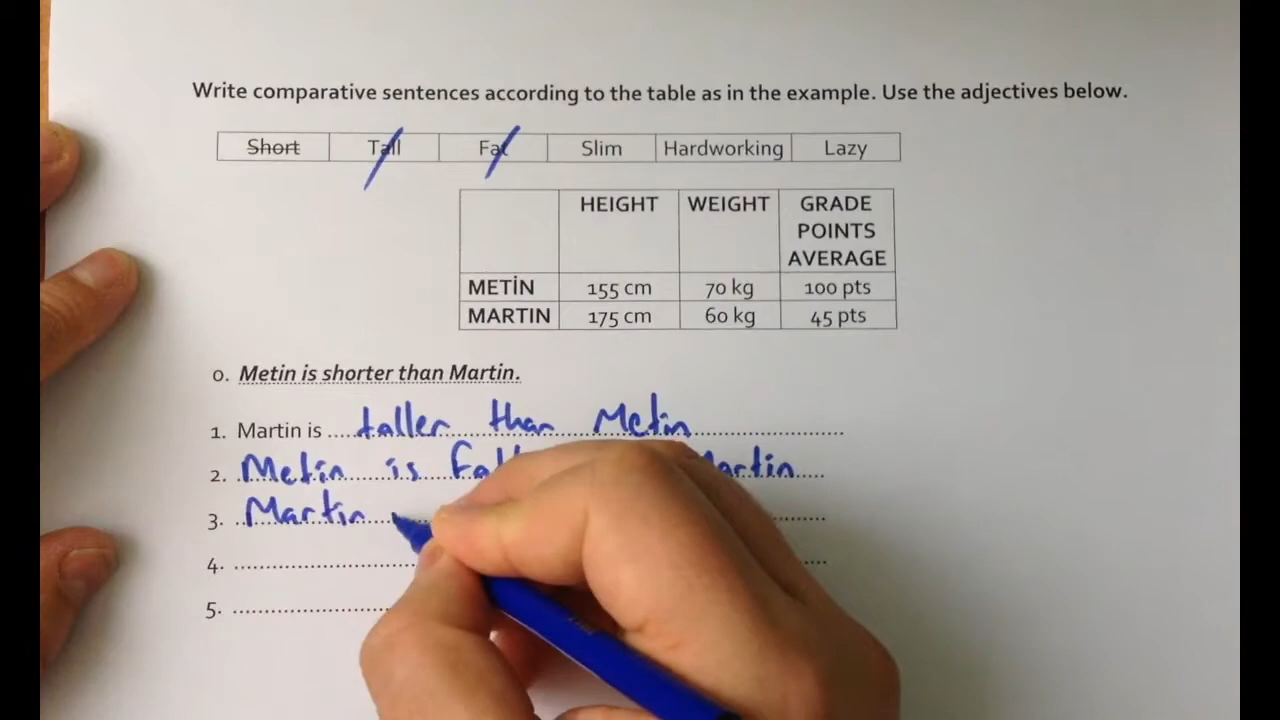 Write comparative sentences according to the table as in the example. Use the adjectives below.
Short Tall Fat Slim Hardworking Lazy
HEIGHT WEIGHT GRADE POINTS AVERAGE
METİN 155 cm 70 kg 100 pts
MARTIN 175 cm 60 kg 45 pts
0. Metin is shorter than Martin.
1. Martin is taller than Metin
2. Metin is Martin
3. Martin
4.
5.